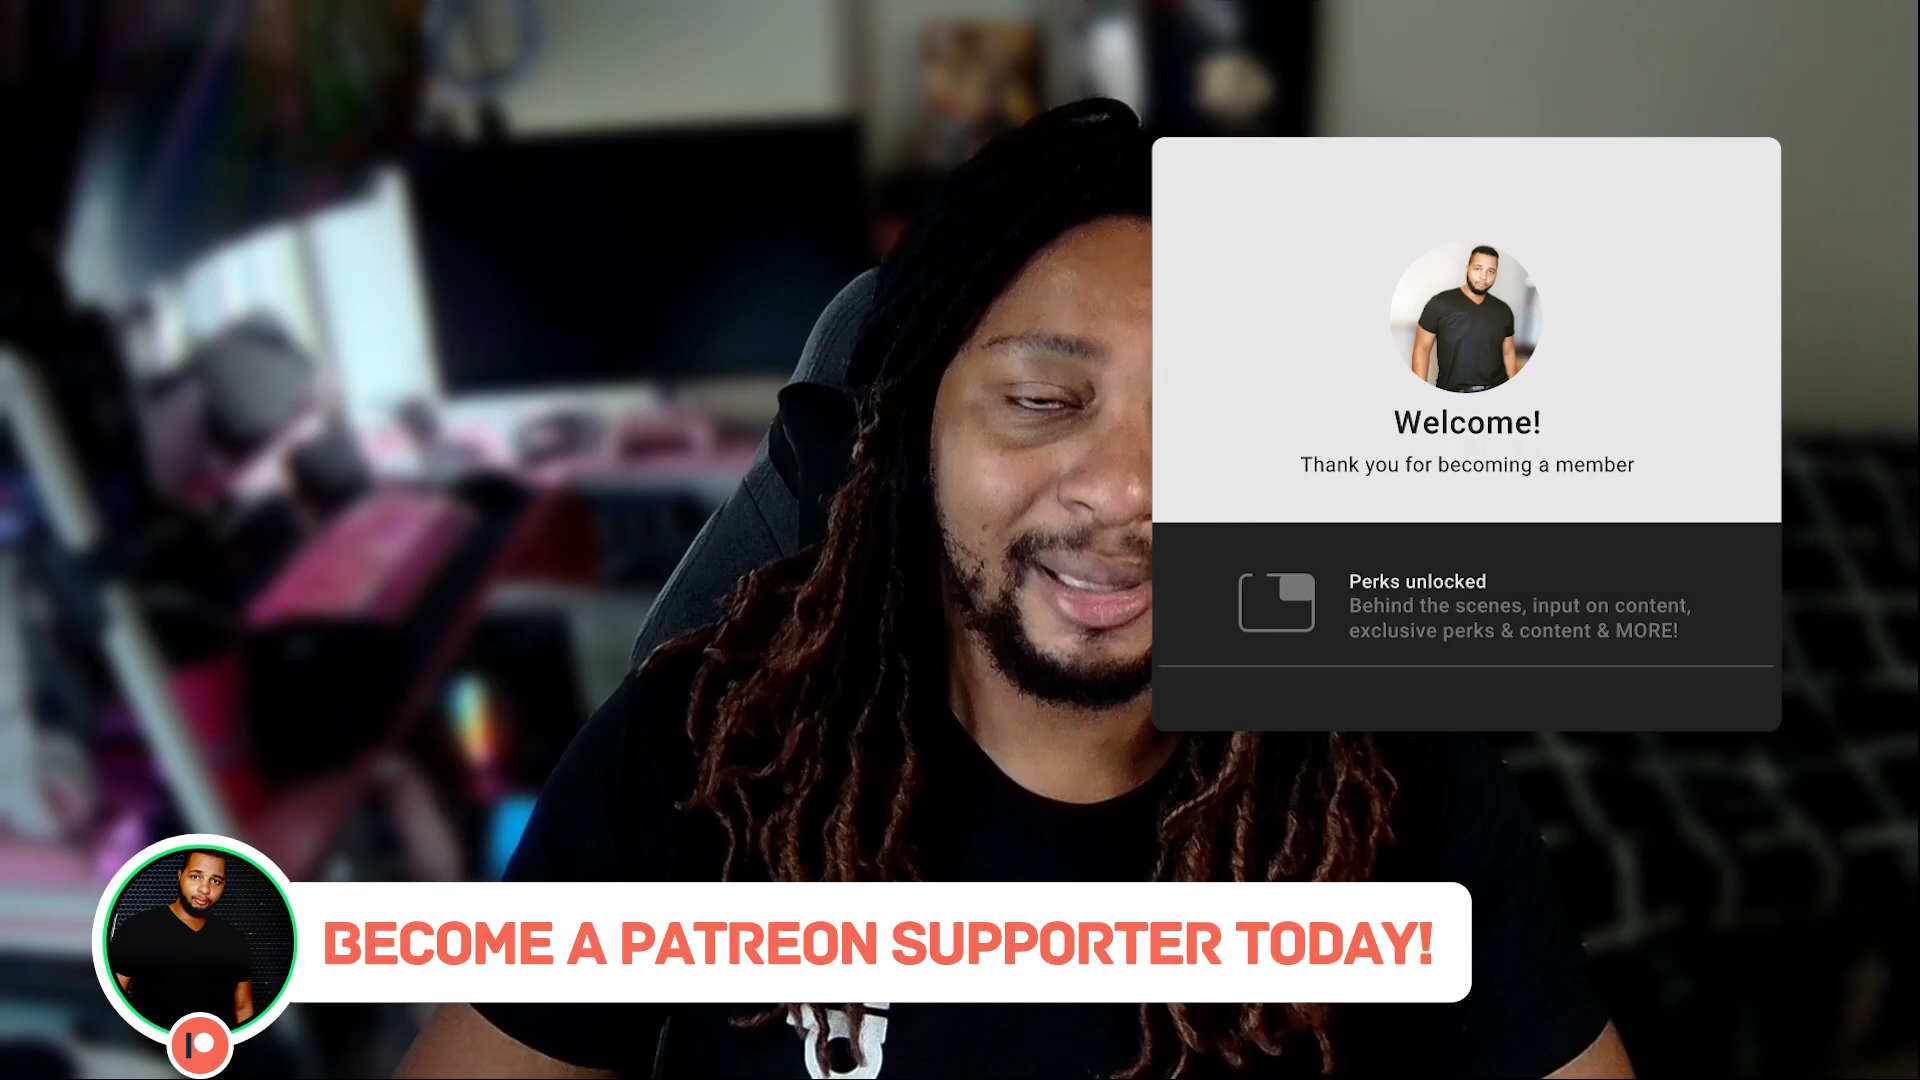 Welcome!
Thank you for becoming a member
Perks unlocked
Behind the scenes, input on content,
exclusive perks & content & MORE!
BECOME A PATREON SUPPORTER TODAY!